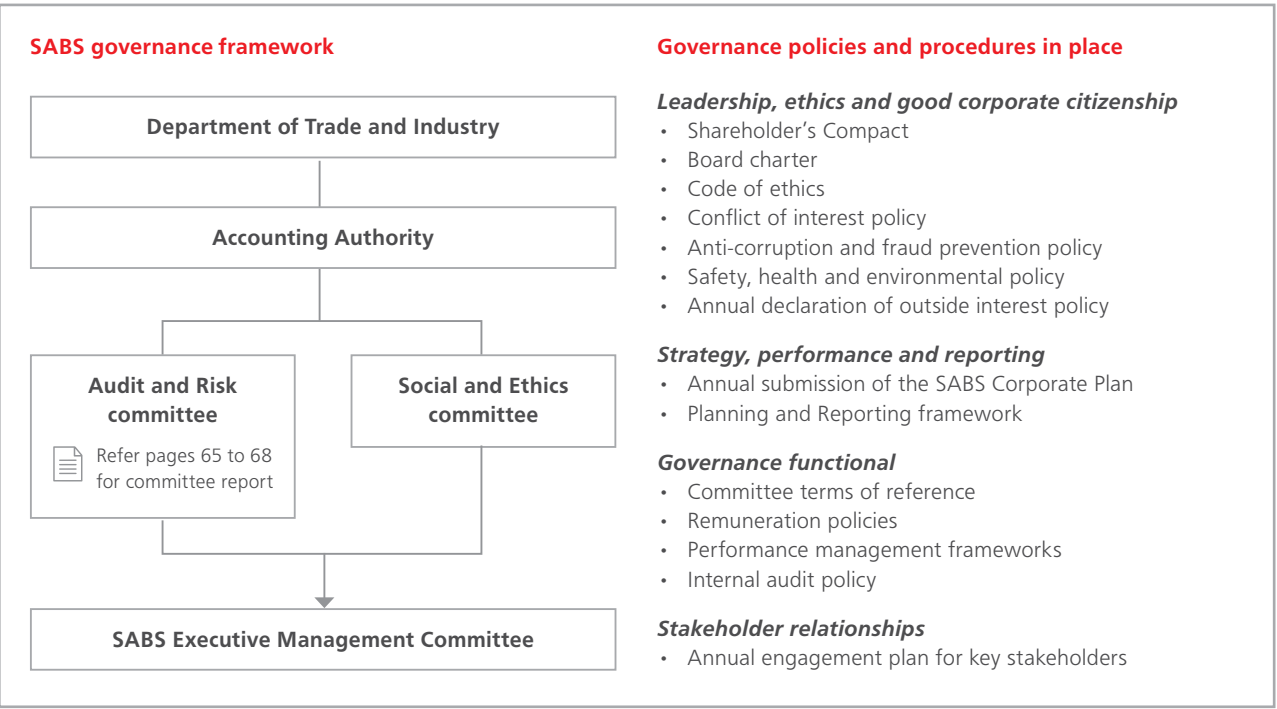 SABS governance framework
Department of Trade and Industry
Accounting Authority
Audit and Risk
committee
Refer pages 65 to 68
for committee report
Social and Ethics
committee
SABS Executive Management Committee
Governance policies and procedures in place
Leadership, ethics and good corporate citizenship
• Shareholder’s Compact
• Board charter
• Code of ethics
• Conflict of interest policy
• Anti-corruption and fraud prevention policy
• Safety, health and environmental policy
• Annual declaration of outside interest policy
Strategy, performance and reporting
• Annual submission of the SABS Corporate Plan
• Planning and Reporting framework
Governance functional
• Committee terms of reference
• Remuneration policies
• Performance management frameworks
• Internal audit policy
Stakeholder relationships
• Annual engagement plan for key stakeholders